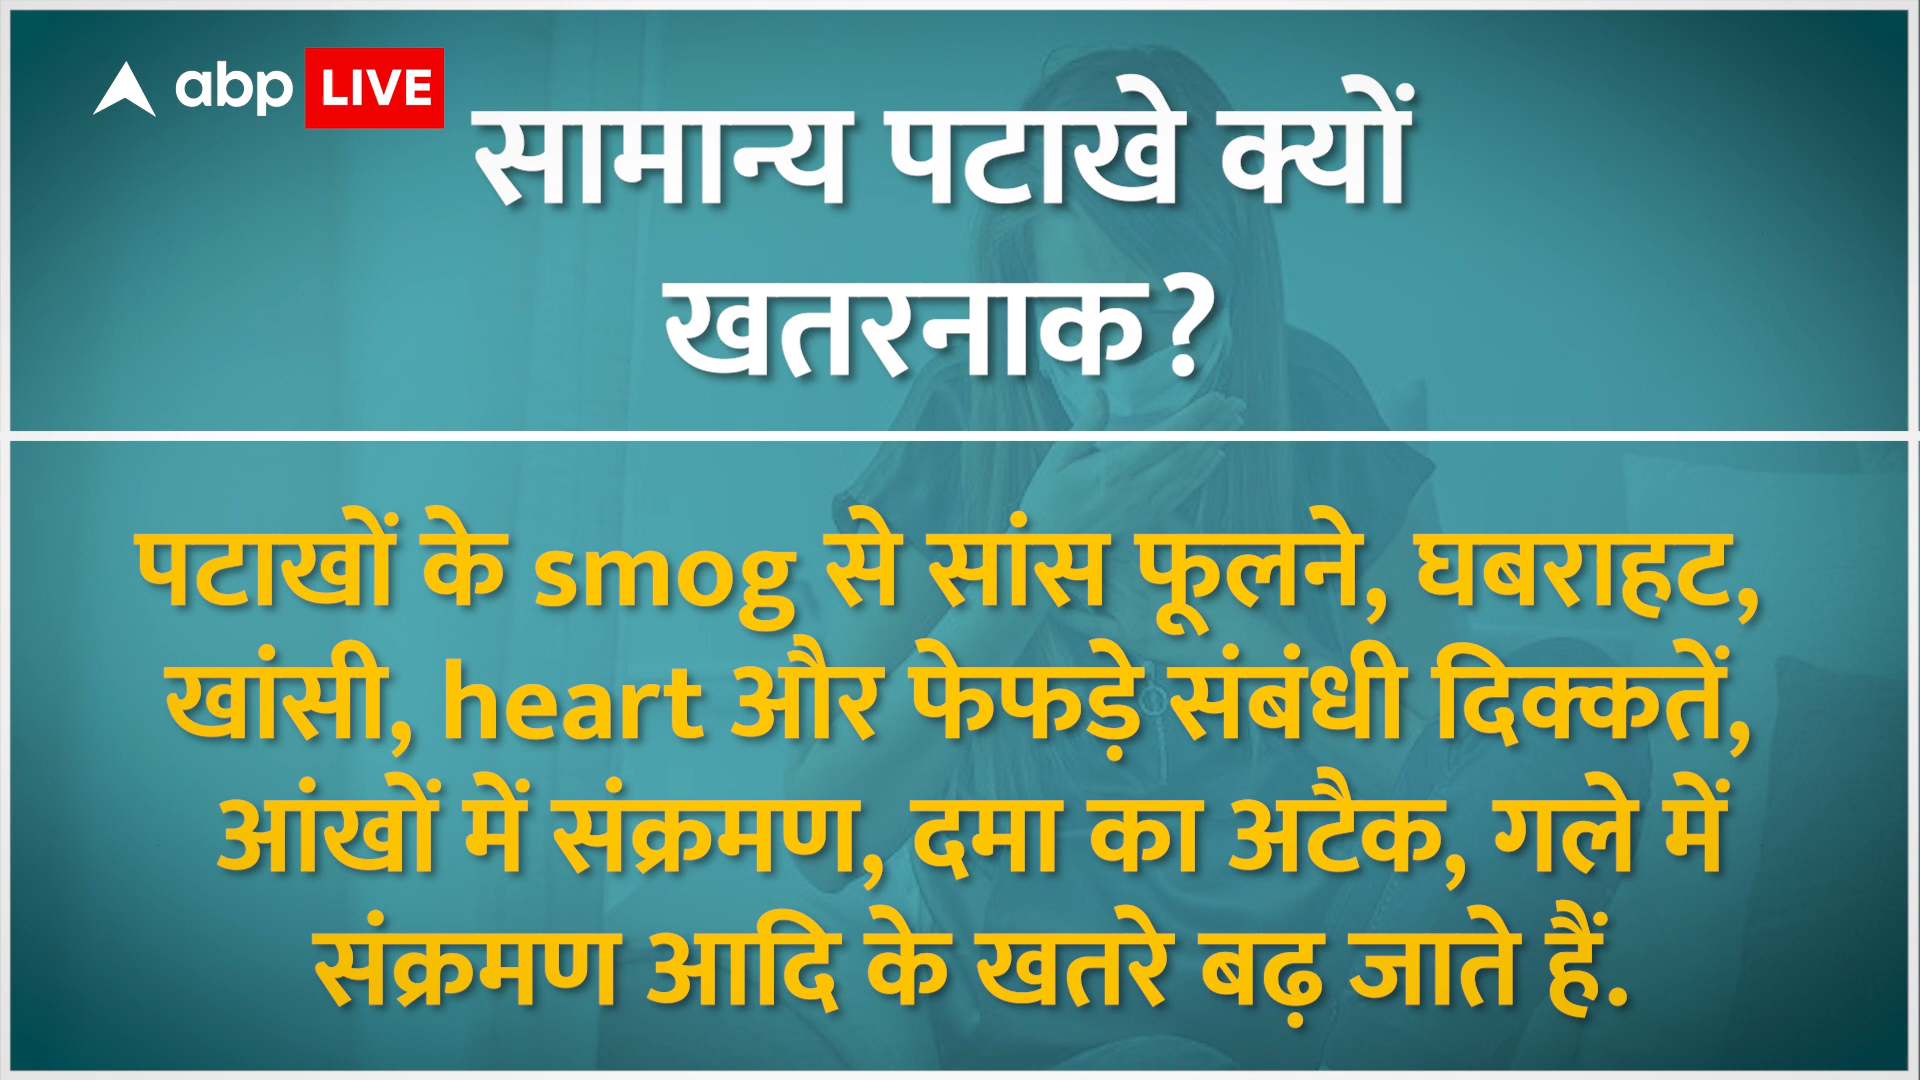 abp LIVE
सामान्य पटाखे क्यों
खतरनाक?
पटाखों के smog से सांस फूलने, घबराहट,
खांसी, heart और फेफड़े संबंधी दिक्कतें,
आंखों में संक्रमण, दमा का अटैक, गले में
संक्रमण आदि के खतरे बढ़ जाते हैं.